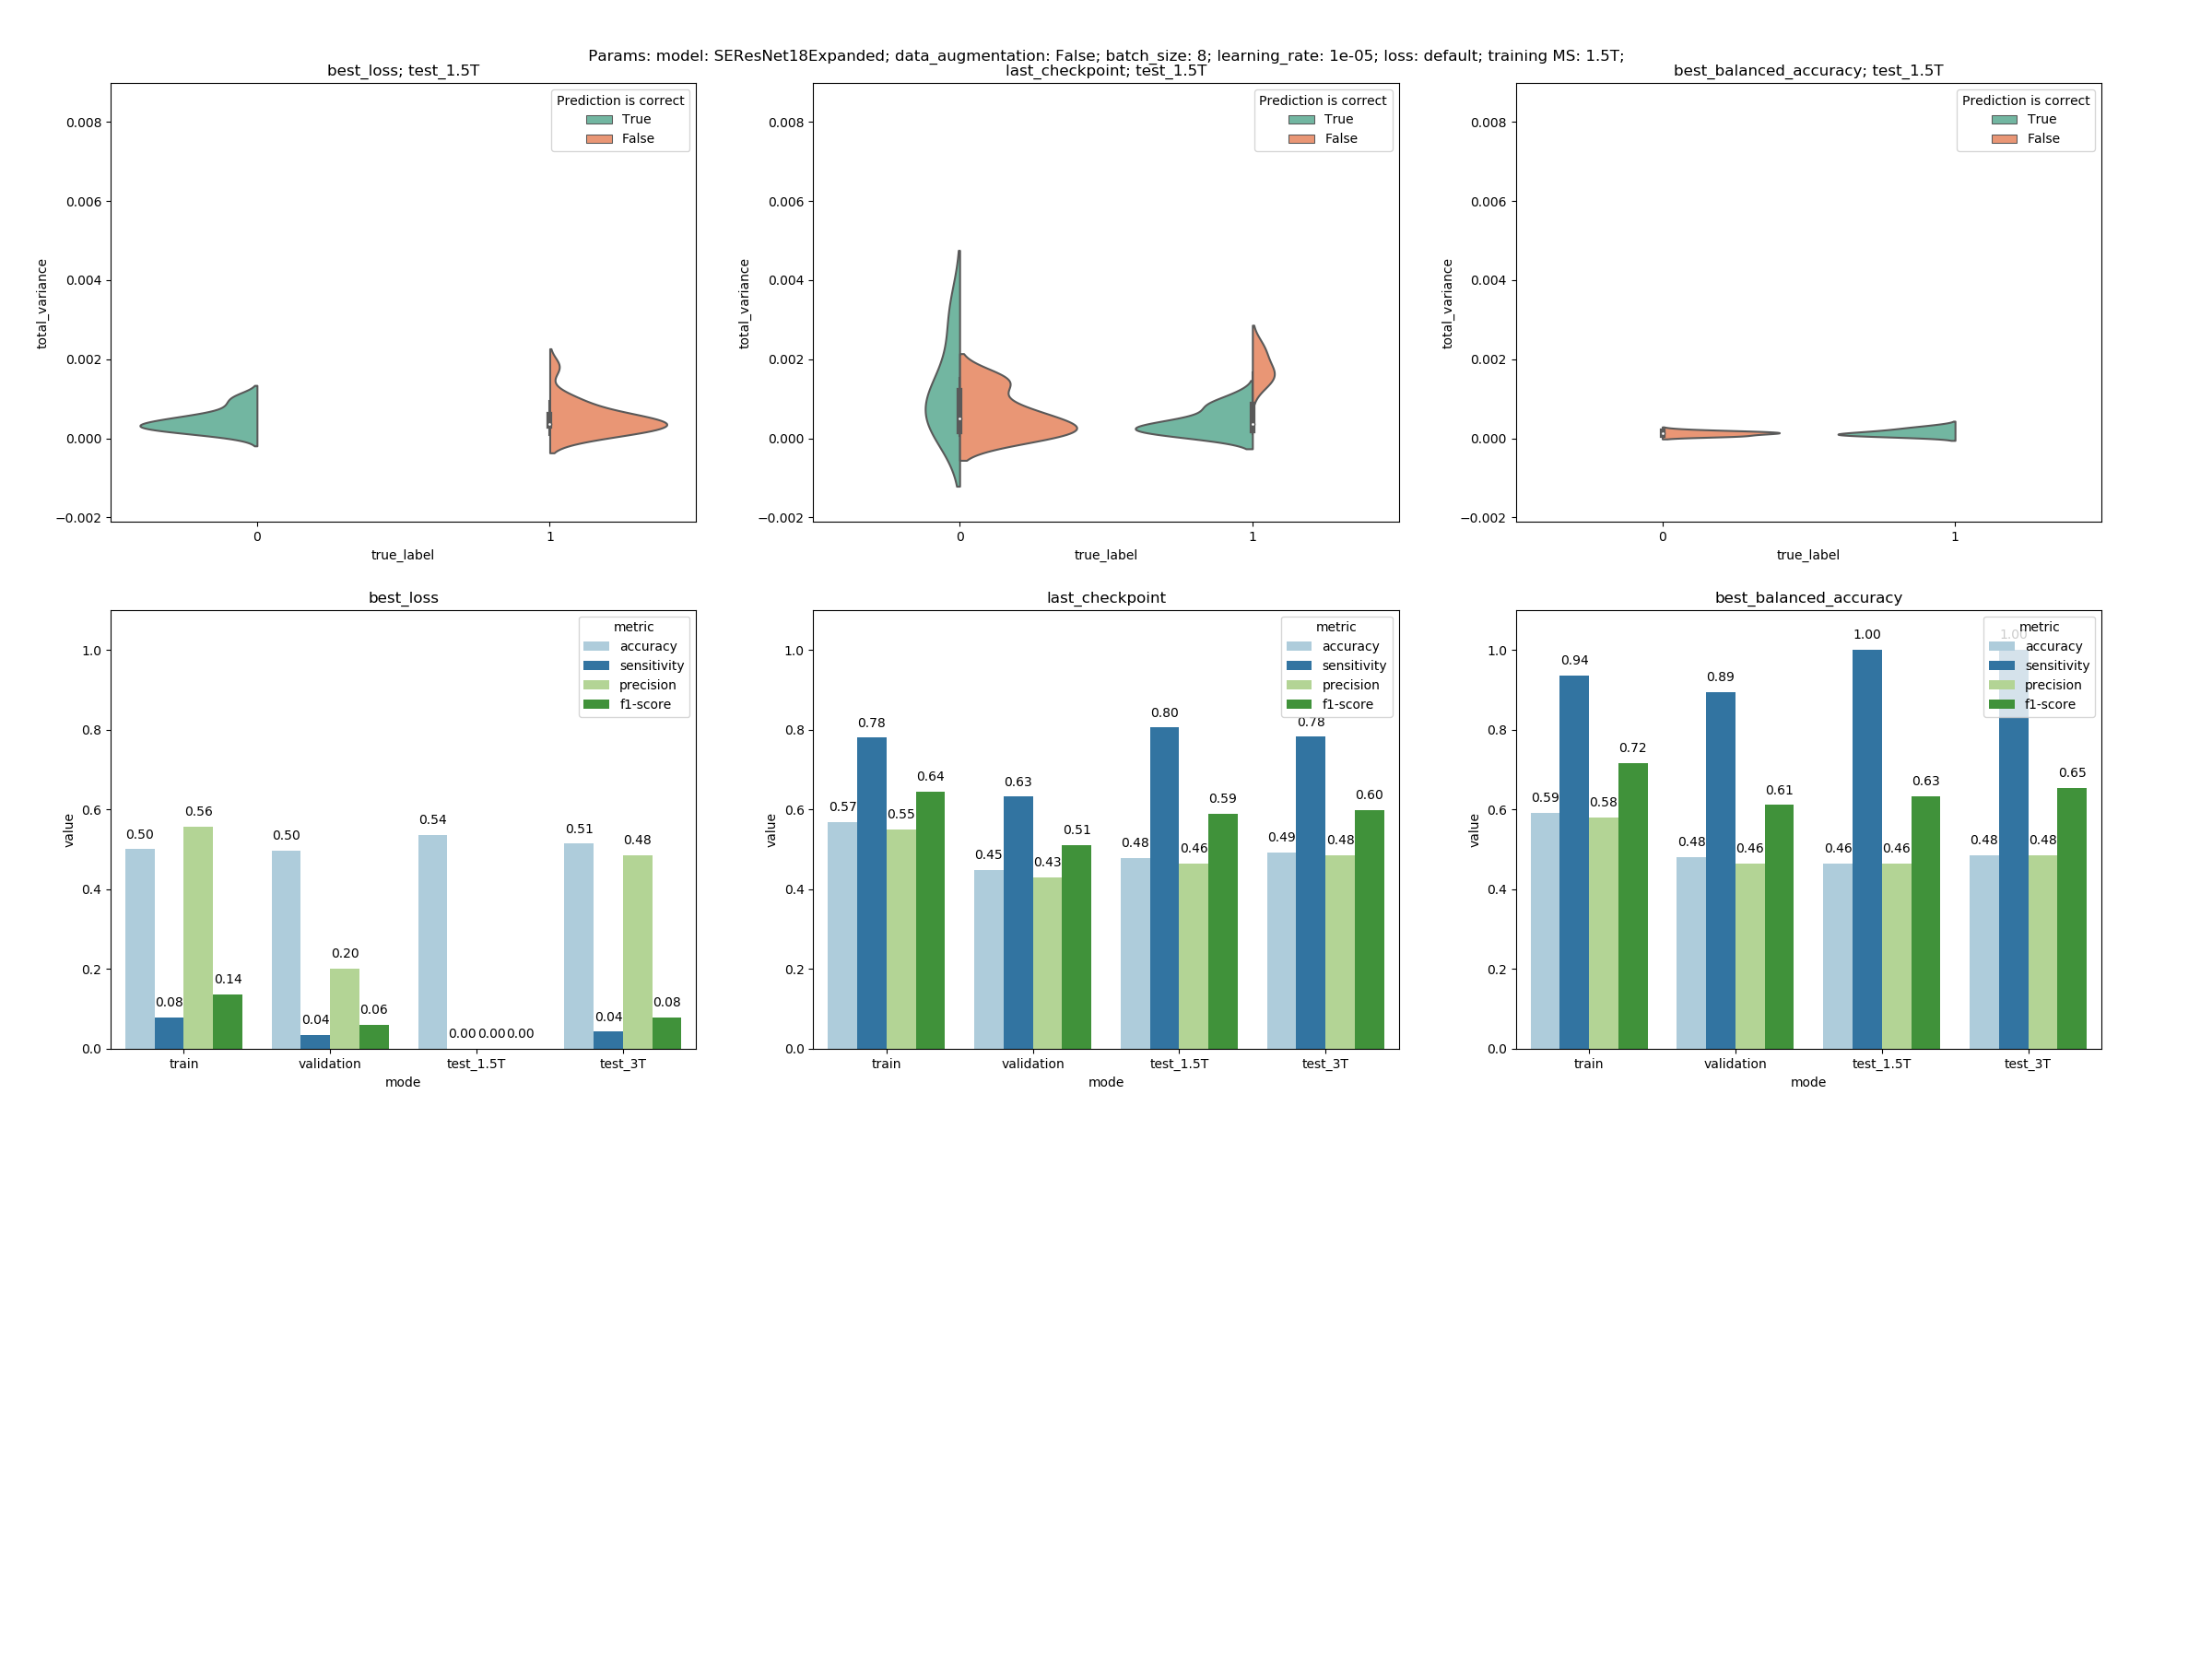 Params: model: SEResNet18Expanded; data_augmentation: False; batch_size: 8; learning_rate: 1e-05; loss: default; training MS: 1.5T;
best_loss; test_1.5T
Prediction is correct
True
False
0.008
0.006
0.004
0.002
0.000
−0.002
total_variance
0
1
true_label
last_checkpoint; test_1.5T
Prediction is correct
True
False
0.008
0.006
0.004
0.002
0.000
−0.002
total_variance
0
1
true_label
best_balanced_accuracy; test_1.5T
Prediction is correct
True
False
0.008
0.006
0.004
0.002
0.000
−0.002
total_variance
0
1
true_label
best_loss
metric
accuracy
sensitivity
precision
f1-score
1.0
0.8
0.6
0.4
0.2
0.0
value
0.50
0.08
0.56
0.14
0.50
0.04
0.20
0.06
0.54
0.00
0.00
0.00
0.51
0.04
0.48
0.08
train
validation
test_1.5T
test_3T
mode
last_checkpoint
metric
accuracy
sensitivity
precision
f1-score
1.0
0.8
0.6
0.4
0.2
0.0
value
0.57
0.78
0.55
0.64
0.45
0.63
0.43
0.51
0.48
0.80
0.46
0.59
0.49
0.78
0.48
0.60
train
validation
test_1.5T
test_3T
mode
best_balanced_accuracy
metric
accuracy
sensitivity
precision
f1-score
1.0
0.8
0.6
0.4
0.2
0.0
value
0.59
0.94
0.58
0.72
0.48
0.89
0.46
0.61
0.46
1.00
0.46
0.63
0.48
1.00
0.48
0.65
train
validation
test_1.5T
test_3T
mode